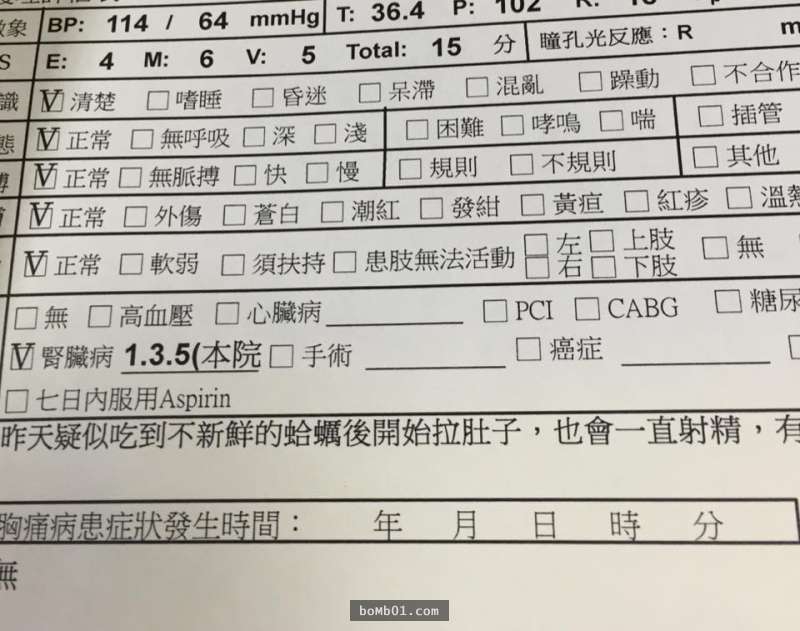 BP: 114 / 64 mmHg T: 36.4 P: 102
S E: 4 M: 6 V: 5 Total: 15 分 瞳孔光反應：R m
識 ☑清楚 □嗜睡 □昏迷 □呆滯 □混亂 □躁動 □不合作
態 ☑正常 □無呼吸 □深 □淺 □困難 □哮鳴 □喘 □插管
搏 ☑正常 □無脈搏 □快 □慢 □規則 □不規則 □其他
☑正常 □外傷 □蒼白 □潮紅 □發紺 □黃疸 □紅疹 □溫熱
☑正常 □軟弱 □須扶持 □患肢無法活動 □左 □上肢 □無
□右 □下肢
□無 □高血壓 □心臟病 □PCI □CABG □糖尿
☑腎臟病 1.3.5(本院 □手術 □癌症
□七日內服用Aspirin
昨天疑似吃到不新鮮的蛤蠣後開始拉肚子，也會一直射精，有
胸痛病患症狀發生時間： 年 月 日 時 分
無
boMb01.com